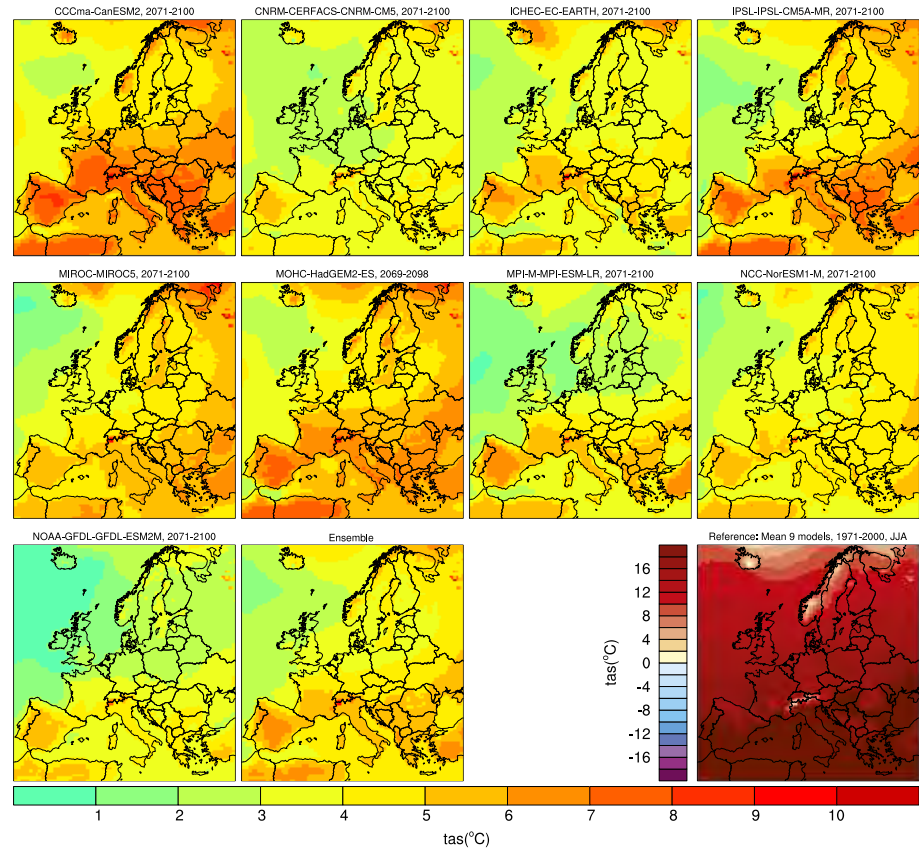 CCCma-CanESM2, 2071-2100
CNRM-CERFACS-CNRM-CM5, 2071-2100
ICHEC-EC-EARTH, 2071-2100
IPSL-IPSL-CM5A-MR, 2071-2100
MIROC-MIROC5, 2071-2100
MOHC-HadGEM2-ES, 2069-2098
MPI-M-MPI-ESM-LR, 2071-2100
NCC-NorESM1-M, 2071-2100
NOAA-GFDL-GFDL-ESM2M, 2071-2100
Ensemble
Reference: Mean 9 models, 1971-2000, JJA
tas(°C)
16
12
8
4
0
-4
-8
-12
-16
1 2 3 4 5 6 7 8 9 10
tas(°C)